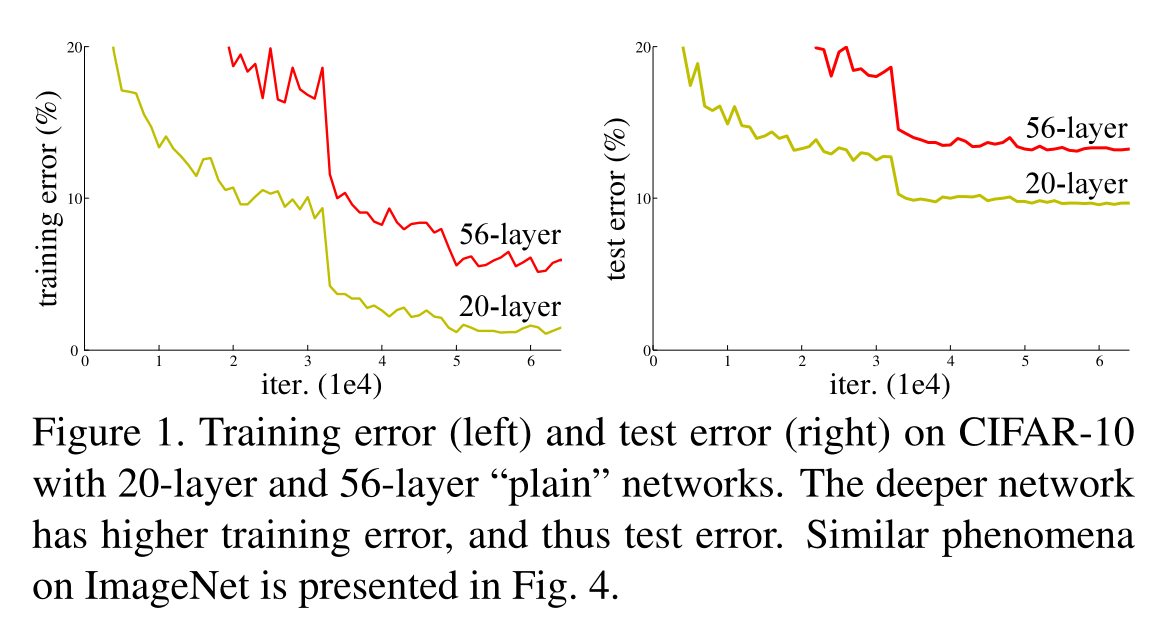 20
10
0
training error (%)
56-layer
20-layer
0 1 2 3 4 5 6
iter. (1e4)
20
10
0
test error (%)
56-layer
20-layer
0 1 2 3 4 5 6
iter. (1e4)
Figure 1. Training error (left) and test error (right) on CIFAR-10
with 20-layer and 56-layer “plain” networks. The deeper network
has higher training error, and thus test error. Similar phenomena
on ImageNet is presented in Fig. 4.